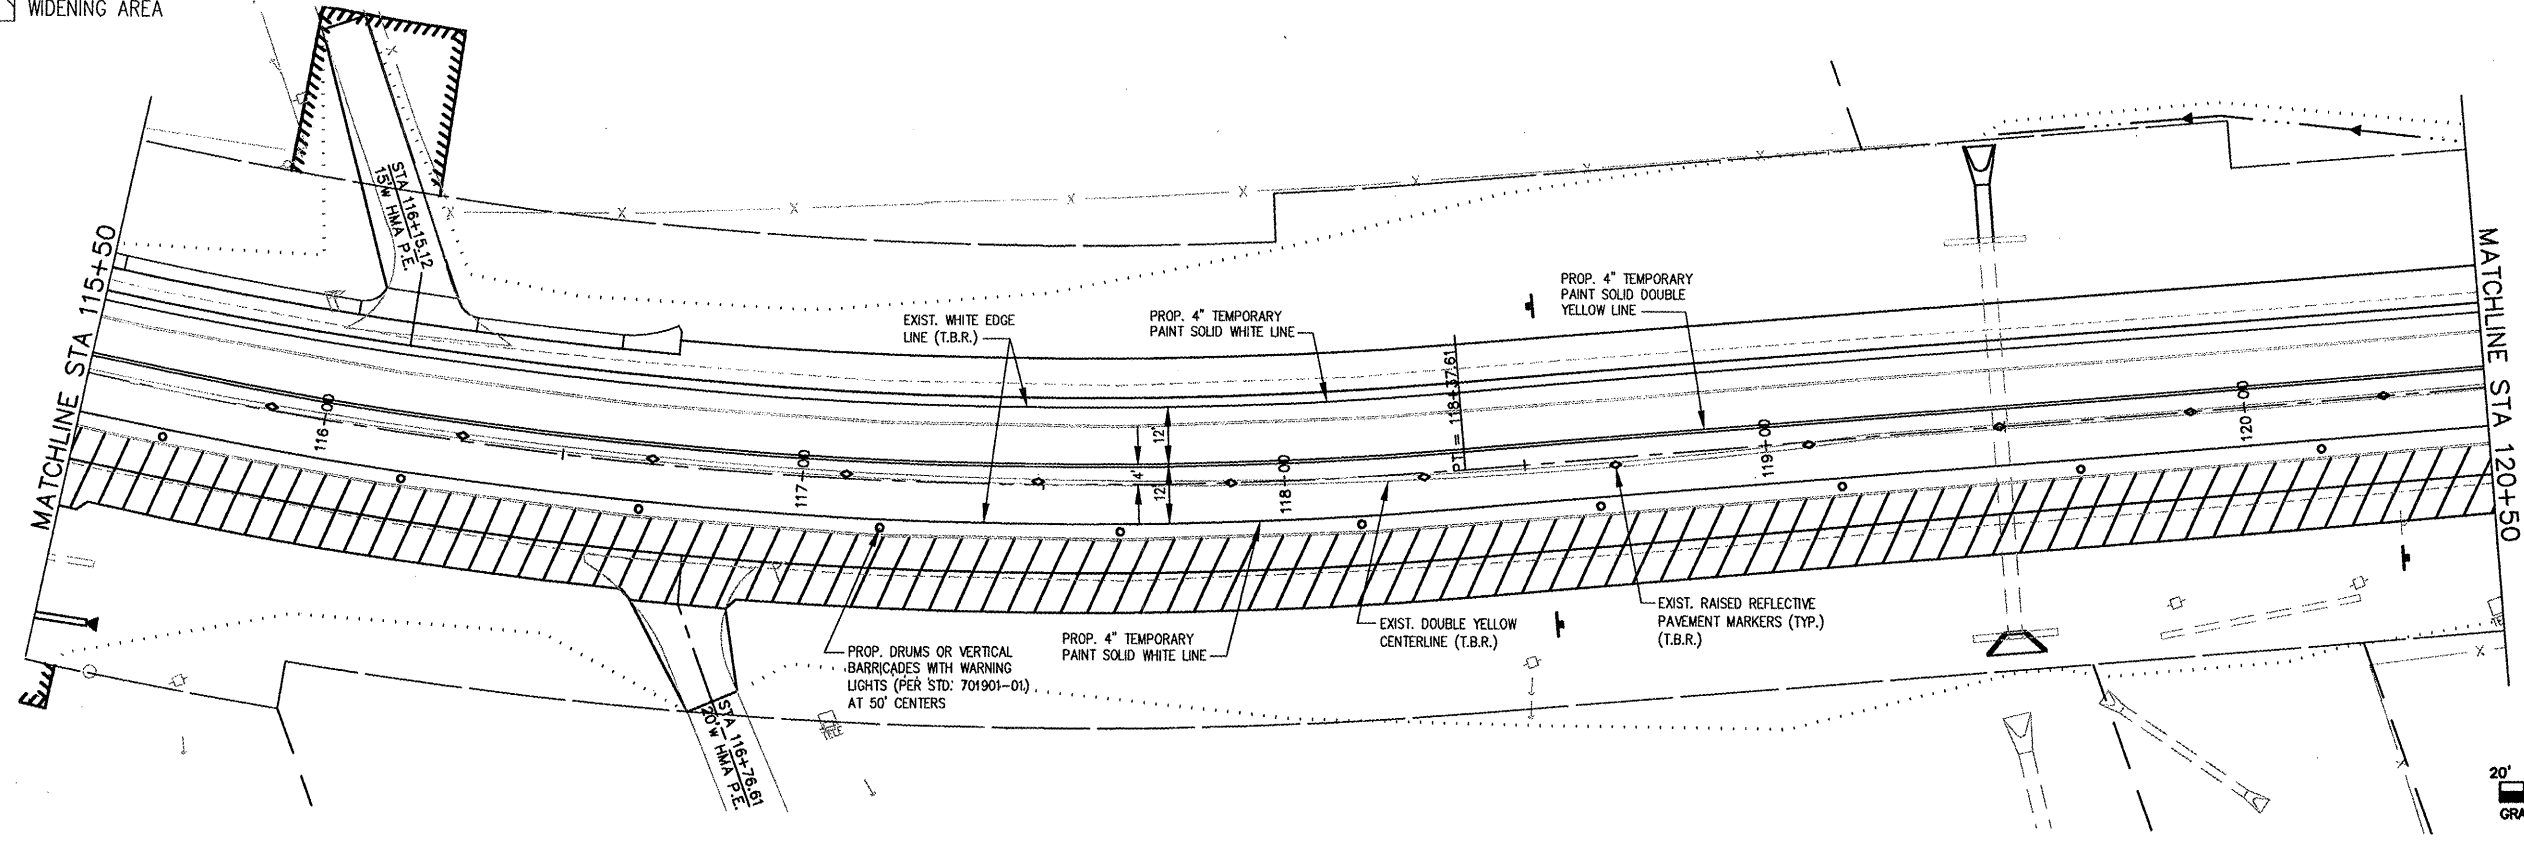 WIDENING AREA
MATCHLINE STA 115+50
STA 116+15.12
15'W HMA P.E.
EXIST. WHITE EDGE
LINE (T.B.R.)
PROP. 4" TEMPORARY
PAINT SOLID WHITE LINE
PROP. 4" TEMPORARY
PAINT SOLID DOUBLE
YELLOW LINE
MATCHLINE STA 120+50
116+00
117+00
12'
4'
12'
118+00
PT = 118+37.61
119+00
120+00
PROP. DRUMS OR VERTICAL
BARRICADES WITH WARNING
LIGHTS (PER STD. 701901-01)
AT 50' CENTERS
PROP. 4" TEMPORARY
PAINT SOLID WHITE LINE
EXIST. DOUBLE YELLOW
CENTERLINE (T.B.R.)
EXIST. RAISED REFLECTIVE
PAVEMENT MARKERS (TYP.)
(T.B.R.)
STA 116+76.61
20'W HMA P.E.
20'
GRA